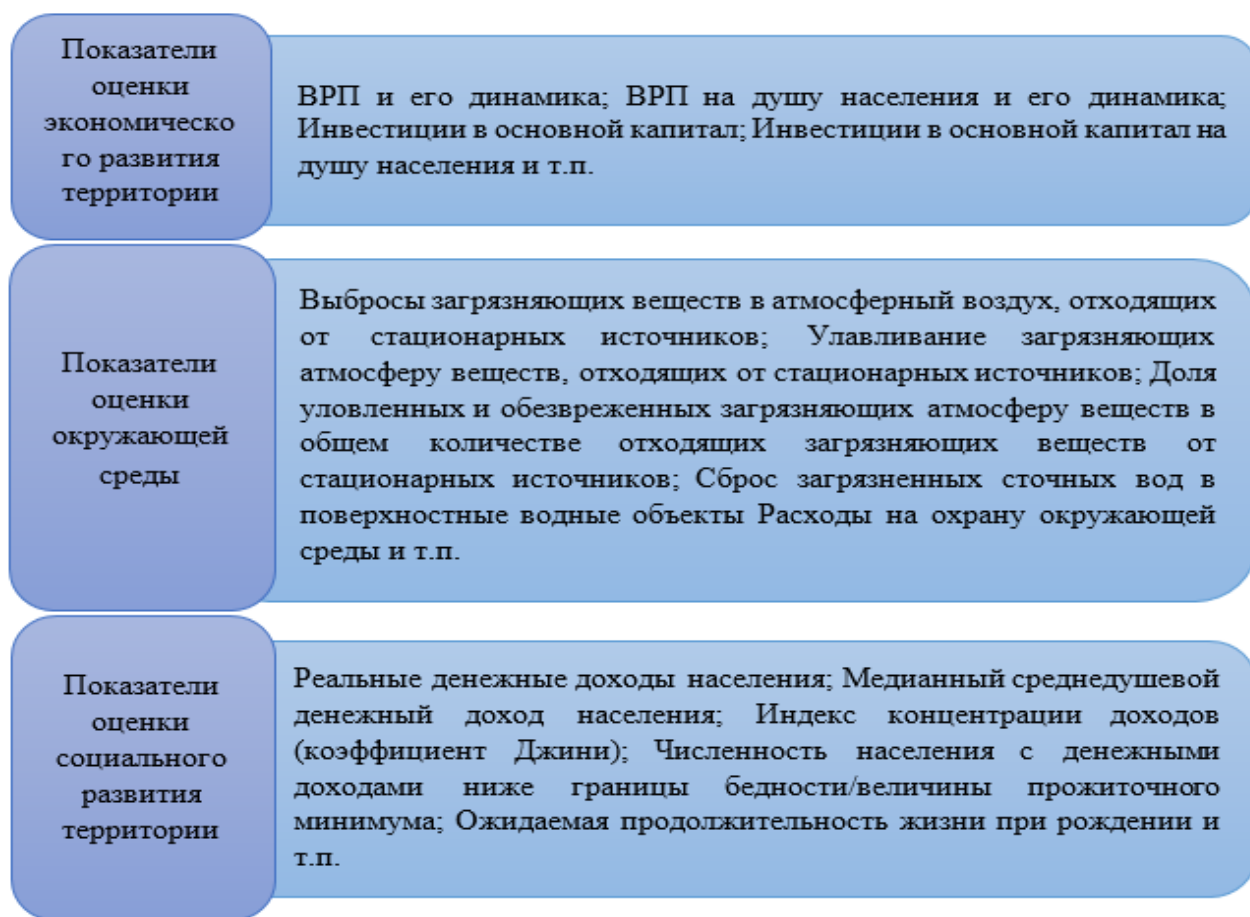 Показатели
оценки
экономическо
го развития
территории
ВРП и его динамика; ВРП на душу населения и его динамика;
Инвестиции в основной капитал; Инвестиции в основной капитал на
душу населения и т.п.
Показатели
оценки
окружающей
среды
Выбросы загрязняющих веществ в атмосферный воздух, отходящих
от стационарных источников; Улавливание загрязняющих
атмосферу веществ, отходящих от стационарных источников; Доля
уловленных и обезвреженных загрязняющих атмосферу веществ в
общем количестве отходящих загрязняющих веществ от
стационарных источников; Сброс загрязненных сточных вод в
поверхностные водные объекты Расходы на охрану окружающей
среды и т.п.
Показатели
оценки
социального
развития
территории
Реальные денежные доходы населения; Медианный среднедушевой
денежный доход населения; Индекс концентрации доходов
(коэффициент Джини); Численность населения с денежными
доходами ниже границы бедности/величины прожиточного
минимума; Ожидаемая продолжительность жизни при рождении и
т.п.